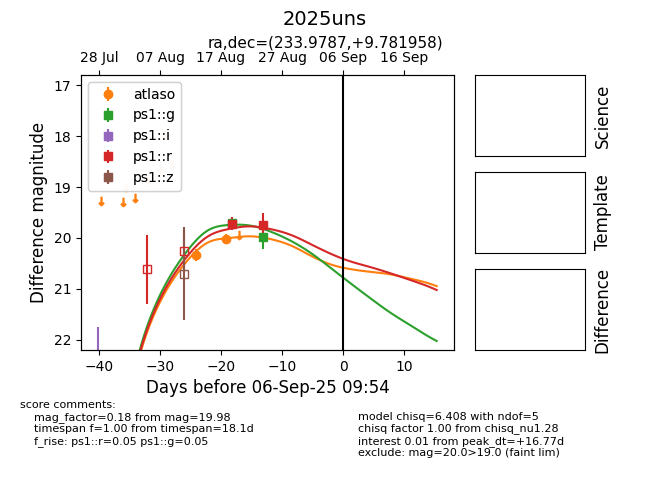 2025uns
ra,dec=(233.9787,+9.781958)
28 Jul 07 Aug 17 Aug 27 Aug 06 Sep 16 Sep
17
18
19
20
21
22
Difference magnitude
atlaso
ps1::g
ps1::i
ps1::r
ps1::z
−40 −30 −20 −10 0 10
Days before 06-Sep-25 09:54
Science
Template
Difference
score comments:
mag_factor=0.18 from mag=19.98
timespan f=1.00 from timespan=18.1d
f_rise: ps1::r=0.05 ps1::g=0.05
model chisq=6.408 with ndof=5
chisq factor 1.00 from chisq_nu1.28
interest 0.01 from peak_dt=+16.77d
exclude: mag=20.0>19.0 (faint lim)